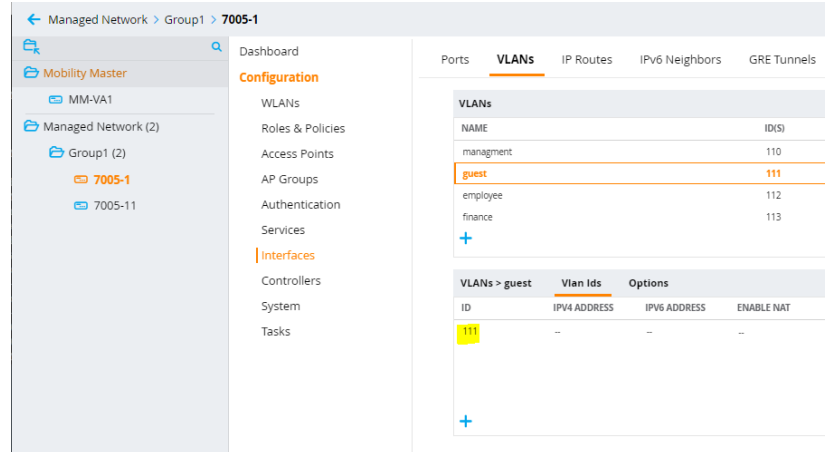 Managed Network > Group1 > 7005-1
Mobility Master
MM-VA1
Managed Network (2)
Group1 (2)
7005-1
7005-11
Dashboard
Configuration
WLANs
Roles & Policies
Access Points
AP Groups
Authentication
Services
Interfaces
Controllers
System
Tasks
Ports VLANs IP Routes IPv6 Neighbors GRE Tunnels
VLANs
NAME ID(S)
managment 110
guest 111
employee 112
finance 113
+
VLANs > guest Vlan Ids Options
ID IPV4 ADDRESS IPV6 ADDRESS ENABLE NAT
111 -- -- --
+